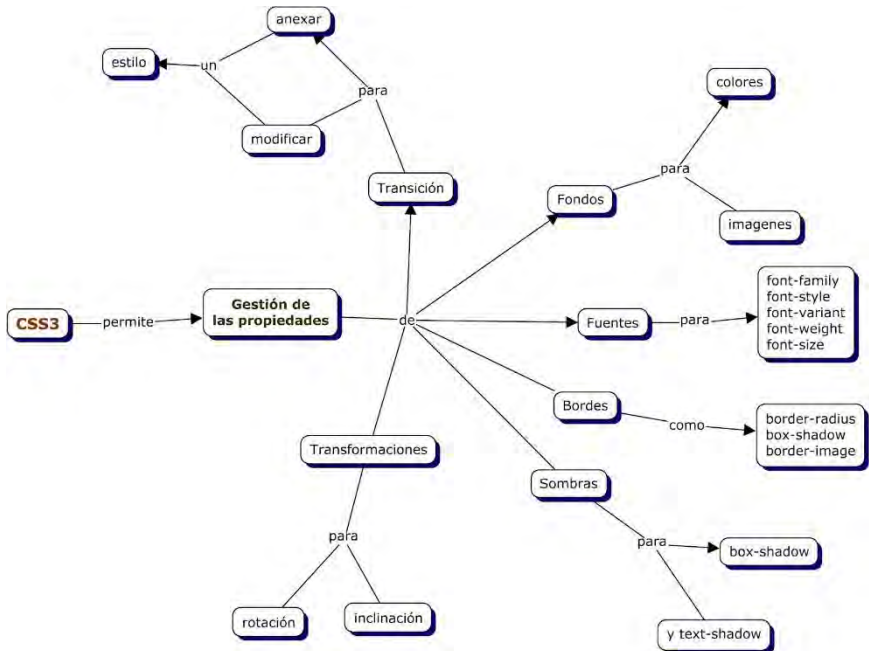 anexar
estilo
un
para
modificar
Transición
colores
para
Fondos
imagenes
CSS3
permite
Gestión de
las propiedades
de
Fuentes
para
font-family
font-style
font-variant
font-weight
font-size
Bordes
como
border-radius
box-shadow
border-image
Transformaciones
para
rotación
inclinación
Sombras
para
box-shadow
y text-shadow